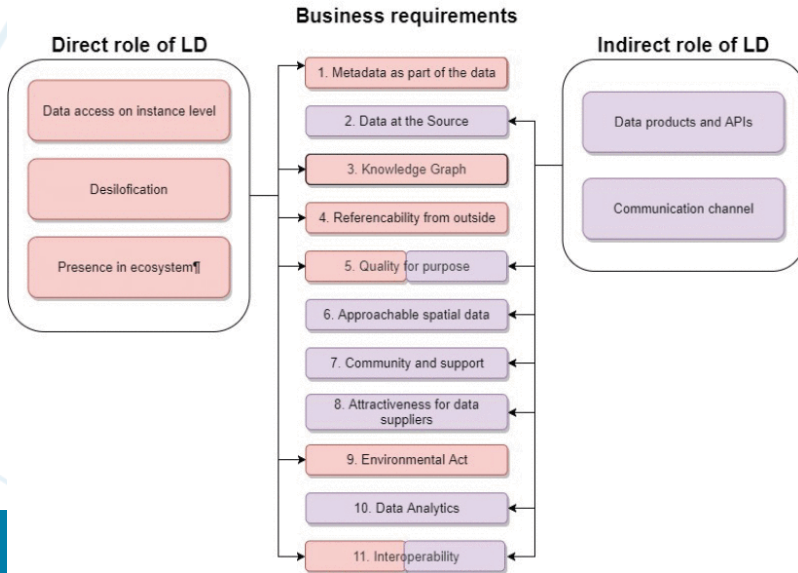 Business requirements
Direct role of LD
Indirect role of LD
Data access on instance level
Desilofication
Presence in ecosystem¶
1. Metadata as part of the data
2. Data at the Source
3. Knowledge Graph
4. Referencability from outside
5. Quality for purpose
6. Approachable spatial data
7. Community and support
8. Attractiveness for data
suppliers
9. Environmental Act
10. Data Analytics
11. Interoperability
Data products and APIs
Communication channel